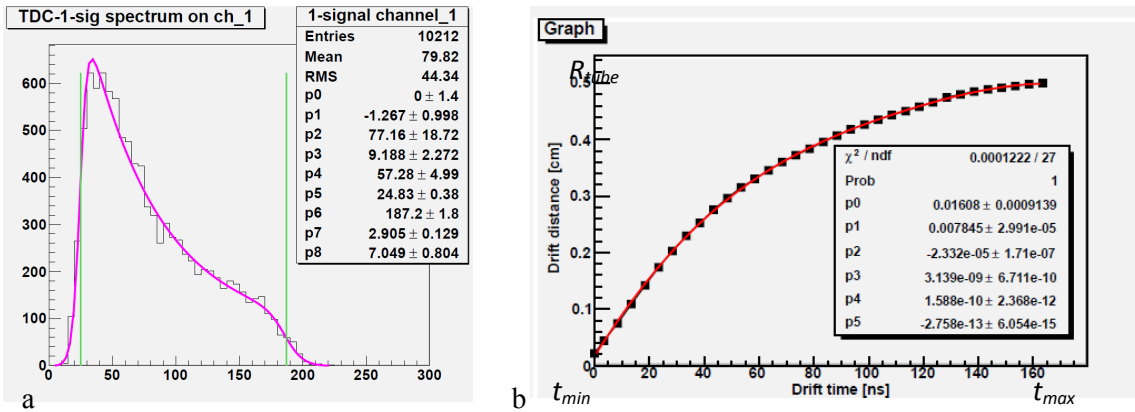 TDC-1-sig spectrum on ch_1
1-signal channel_1
Entries 10212
Mean 79.82
RMS 44.34
p0 0 ± 1.4
p1 -1.267 ± 0.998
p2 77.16 ± 18.72
p3 9.188 ± 2.272
p4 57.28 ± 4.99
p5 24.83 ± 0.38
p6 187.2 ± 1.8
p7 2.905 ± 0.129
p8 7.049 ± 0.804
600
500
400
300
200
100
0
0 50 100 150 200 250 300
a
Graph
R_tube
0.5
0.4
0.3
0.2
0.1
0
Drift distance [cm]
χ² / ndf 0.0001222 / 27
Prob 1
p0 0.01608 ± 0.0009139
p1 0.007845 ± 2.991e-05
p2 -2.332e-05 ± 1.71e-07
p3 3.139e-09 ± 6.711e-10
p4 1.588e-10 ± 2.368e-12
p5 -2.758e-13 ± 6.054e-15
0 20 40 60 80 100 120 140 160
Drift time [ns]
b
t_min
t_max